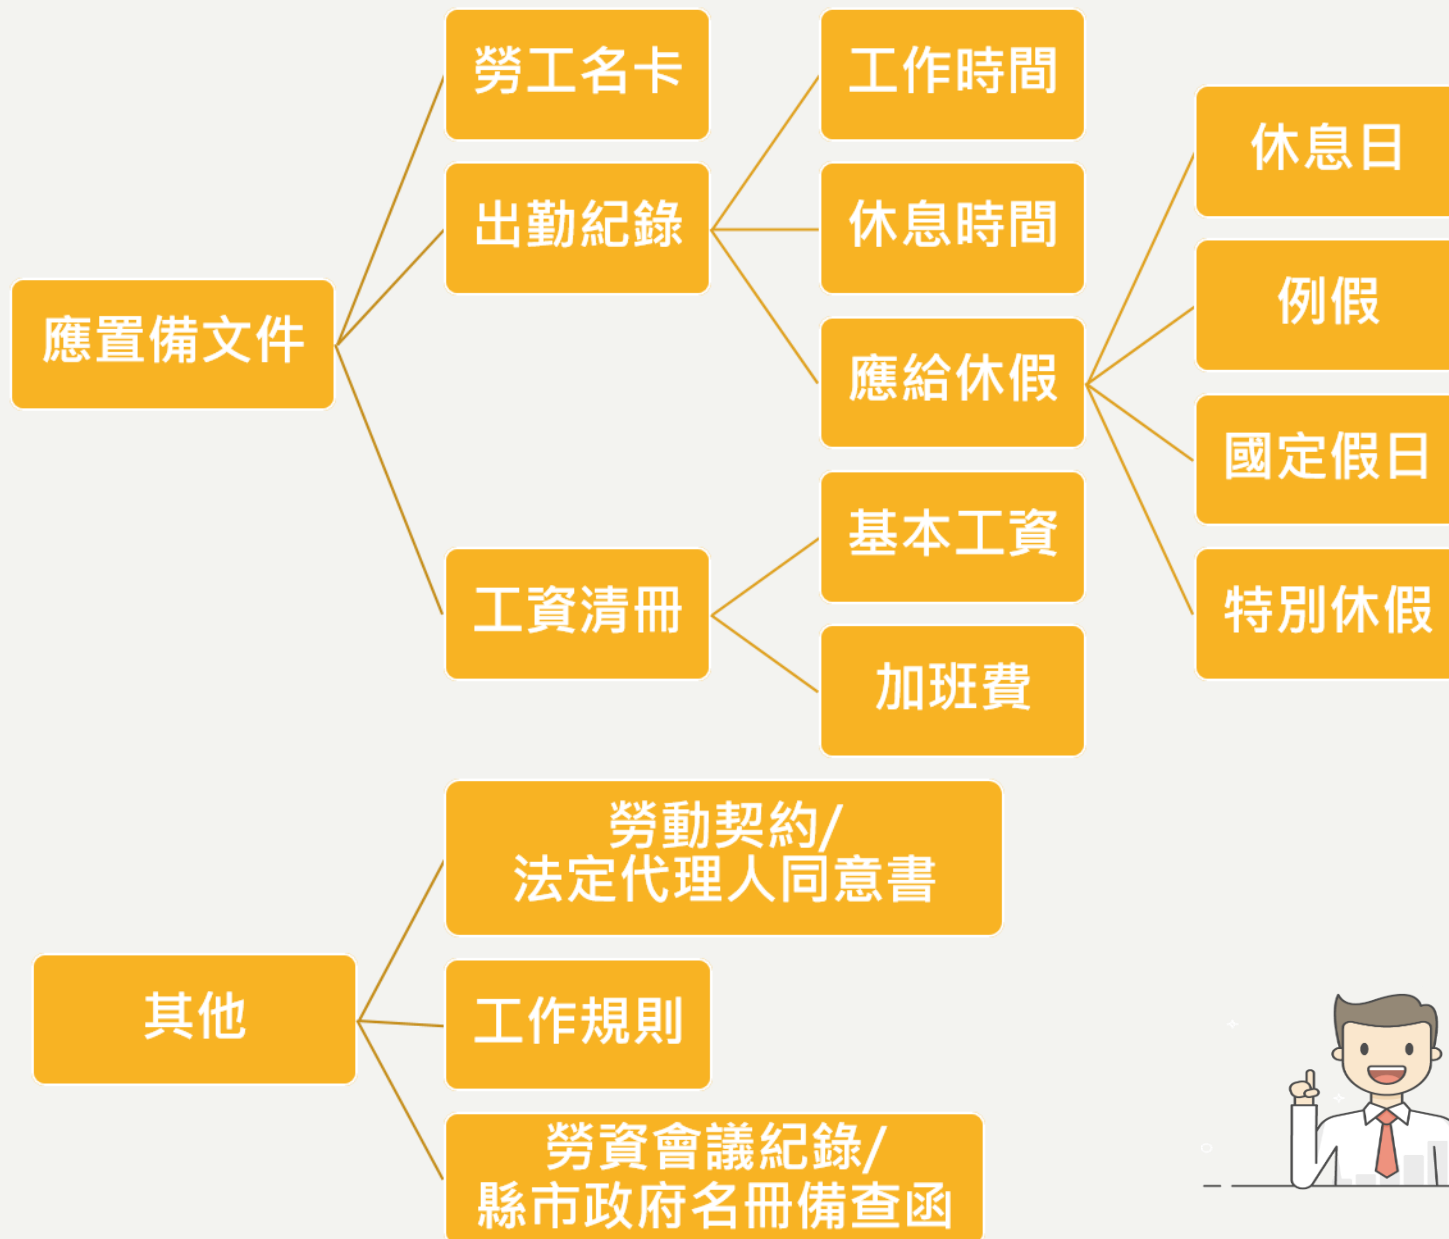 應置備文件
勞工名卡
出勤紀錄
工作時間
休息時間
應給休假
休息日
例假
國定假日
特別休假
工資清冊
基本工資
加班費
其他
勞動契約/
法定代理人同意書
工作規則
勞資會議紀錄/
縣市政府名冊備查函